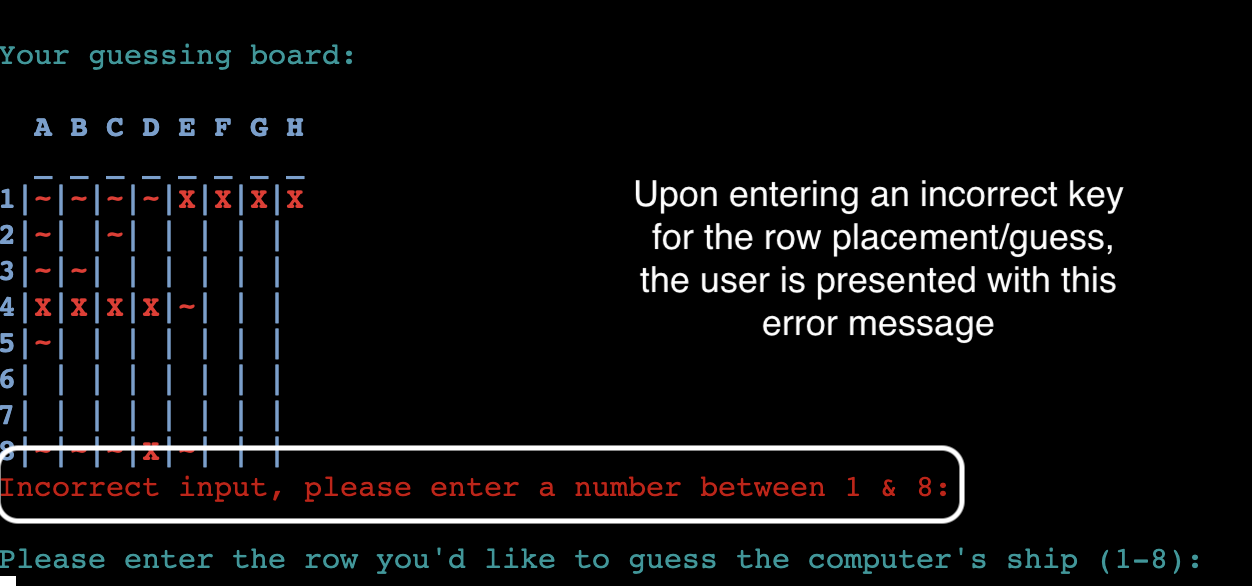 Your guessing board:
A B C D E F G H
_ _ _ _ _ _ _ _
1|~|~|~|~|X|X|X|X
2|~| |~| | | | |
3|~|~| | | | | |
4|X|X|X|X|~| | |
5|~| | | | | | |
6| | | | | | | |
7| | | | | | | |
8|~|~|~|X|~| | |
Incorrect input, please enter a number between 1 & 8:
Please enter the row you'd like to guess the computer's ship (1-8):
Upon entering an incorrect key
for the row placement/guess,
the user is presented with this
error message